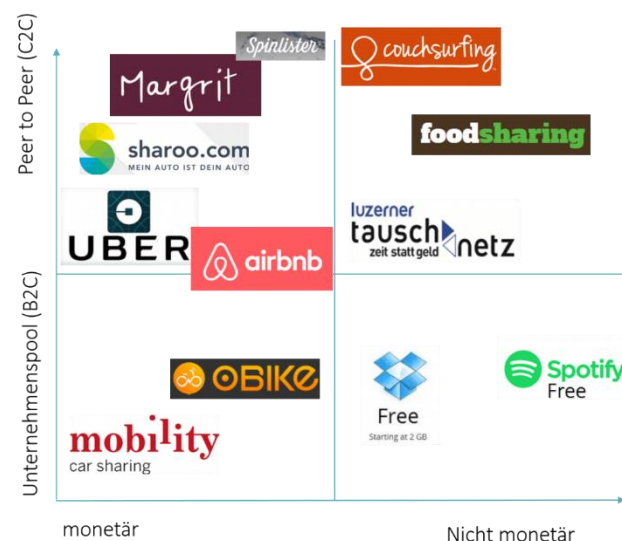 Peer to Peer (C2C)
Unternehmenspool (B2C)
Spinlister
couchsurfing
Margrit
foodsharing
sharoo.com
MEIN AUTO IST DEIN AUTO
UBER
luzerner
tausch
netz
zeit statt geld
airbnb
OBIKE
Spotify
Free
Free
Starting at 2 GB
mobility
car sharing
monetär
Nicht monetär